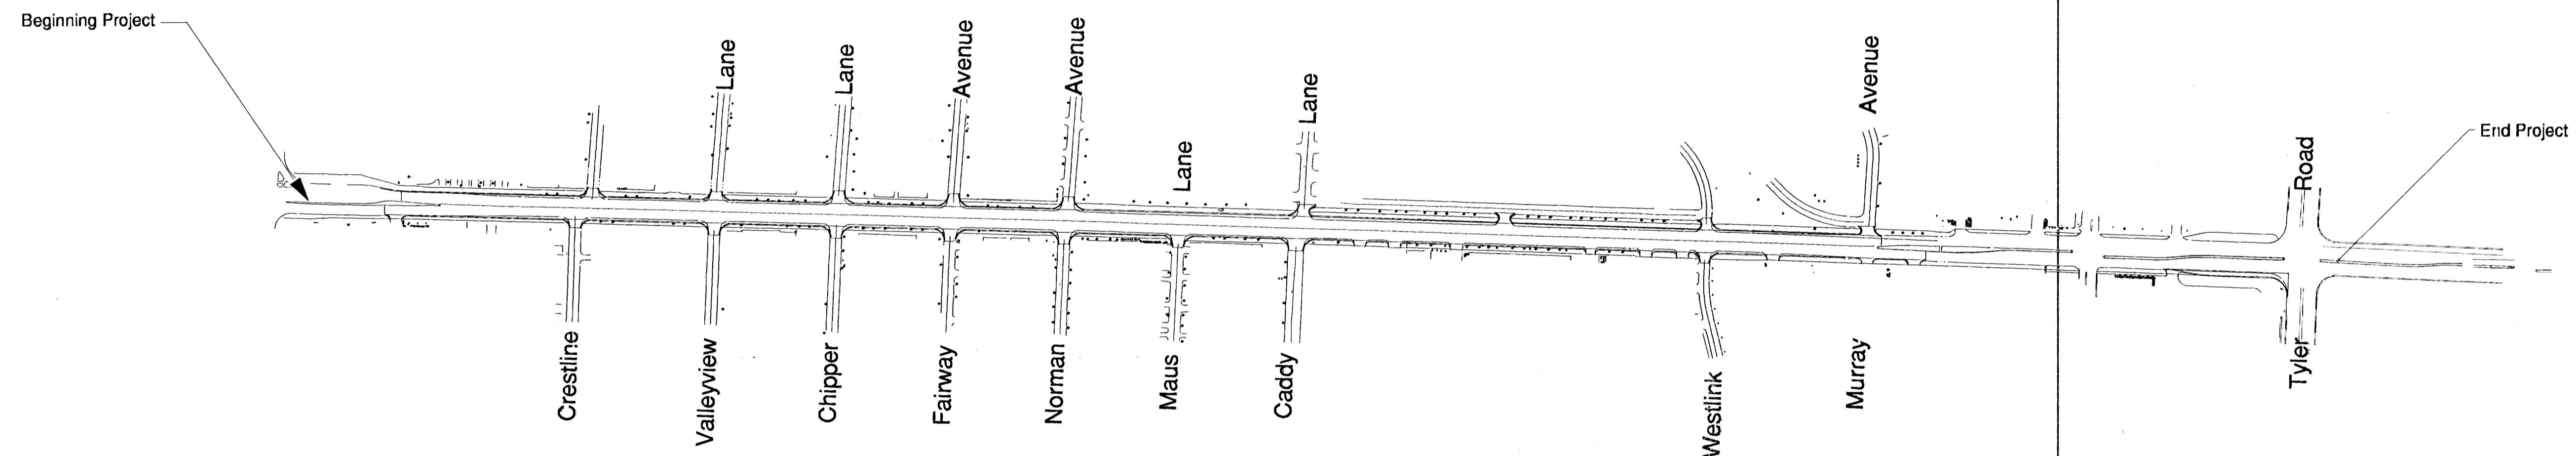 Beginning Project
Lane
Lane
Avenue
Avenue
Lane
Lane
Avenue
Road
End Project
Crestline
Valleyview
Chipper
Fairway
Norman
Maus
Caddy
Westlink
Murray
Tyler